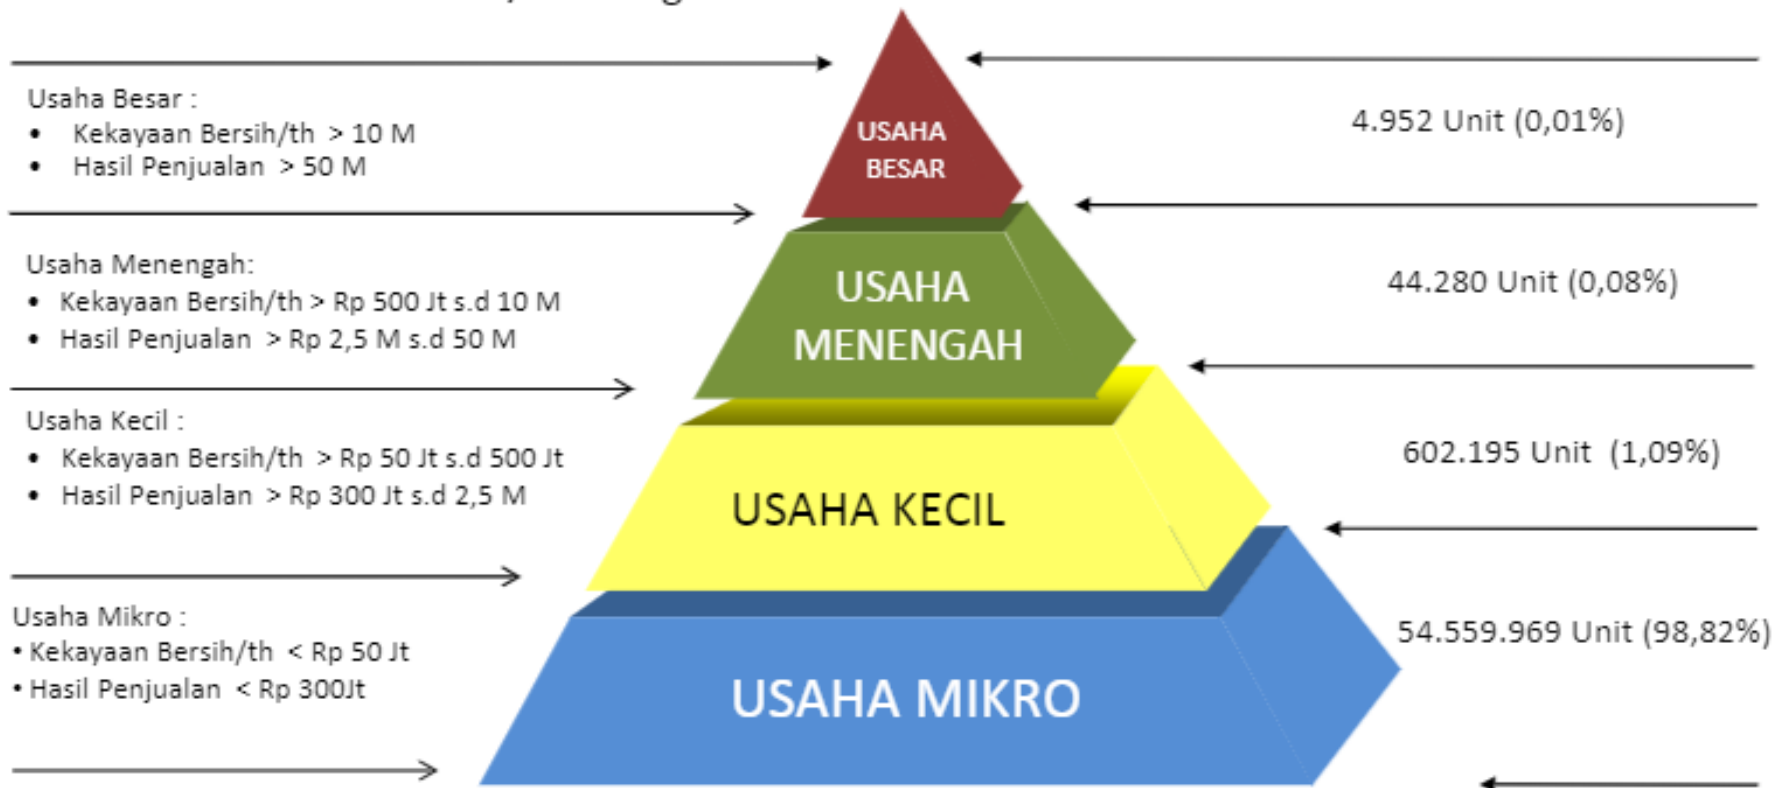 Usaha Besar :
• Kekayaan Bersih/th > 10 M
• Hasil Penjualan > 50 M
USAHA
BESAR
4.952 Unit (0,01%)
Usaha Menengah:
• Kekayaan Bersih/th > Rp 500 Jt s.d 10 M
• Hasil Penjualan > Rp 2,5 M s.d 50 M
USAHA
MENENGAH
44.280 Unit (0,08%)
Usaha Kecil :
• Kekayaan Bersih/th > Rp 50 Jt s.d 500 Jt
• Hasil Penjualan > Rp 300 Jt s.d 2,5 M
USAHA KECIL
602.195 Unit (1,09%)
Usaha Mikro :
• Kekayaan Bersih/th < Rp 50 Jt
• Hasil Penjualan < Rp 300Jt
USAHA MIKRO
54.559.969 Unit (98,82%)